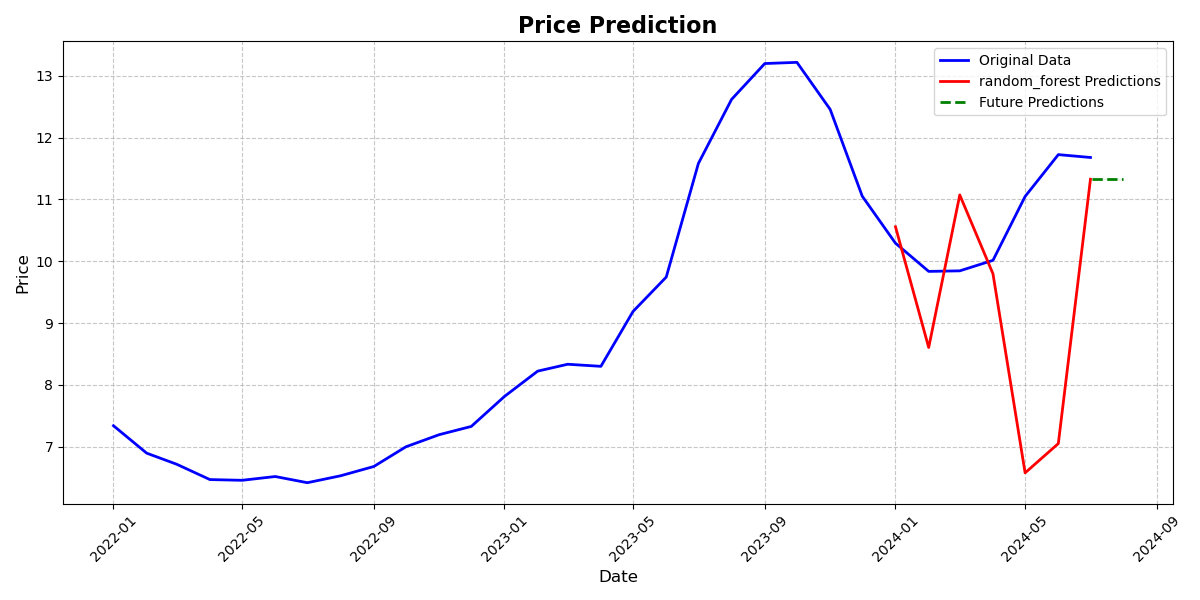 Price Prediction
Original Data
random_forest Predictions
Future Predictions
Price
13
12
11
10
9
8
7
2022-01
2022-05
2022-09
2023-01
2023-05
2023-09
2024-01
2024-05
2024-09
Date